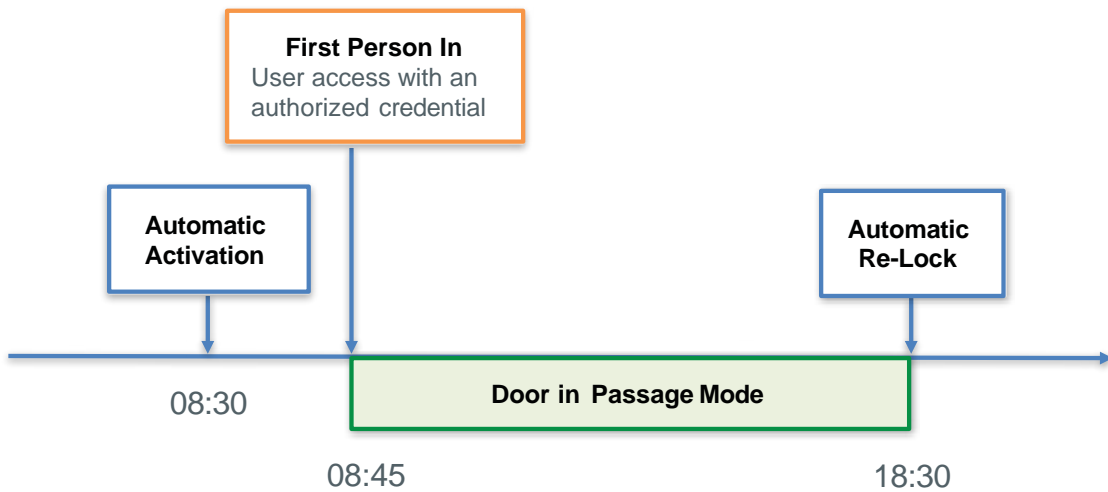 First Person In
User access with an
authorized credential
Automatic
Activation
Automatic
Re-Lock
Door in Passage Mode
08:30
08:45
18:30